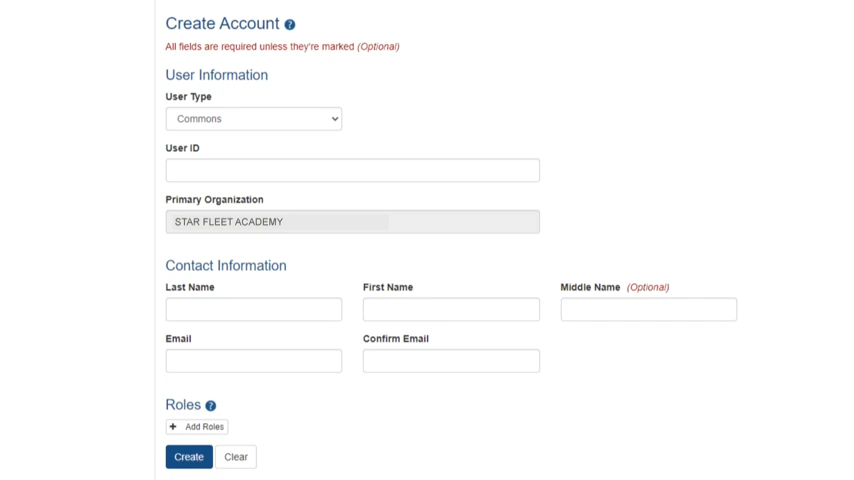 Create Account ?
All fields are required unless they're marked (Optional)
User Information
User Type
Commons
User ID
Primary Organization
STAR FLEET ACADEMY
Contact Information
Last Name First Name Middle Name (Optional)
Email Confirm Email
Roles ?
+ Add Roles
Create Clear